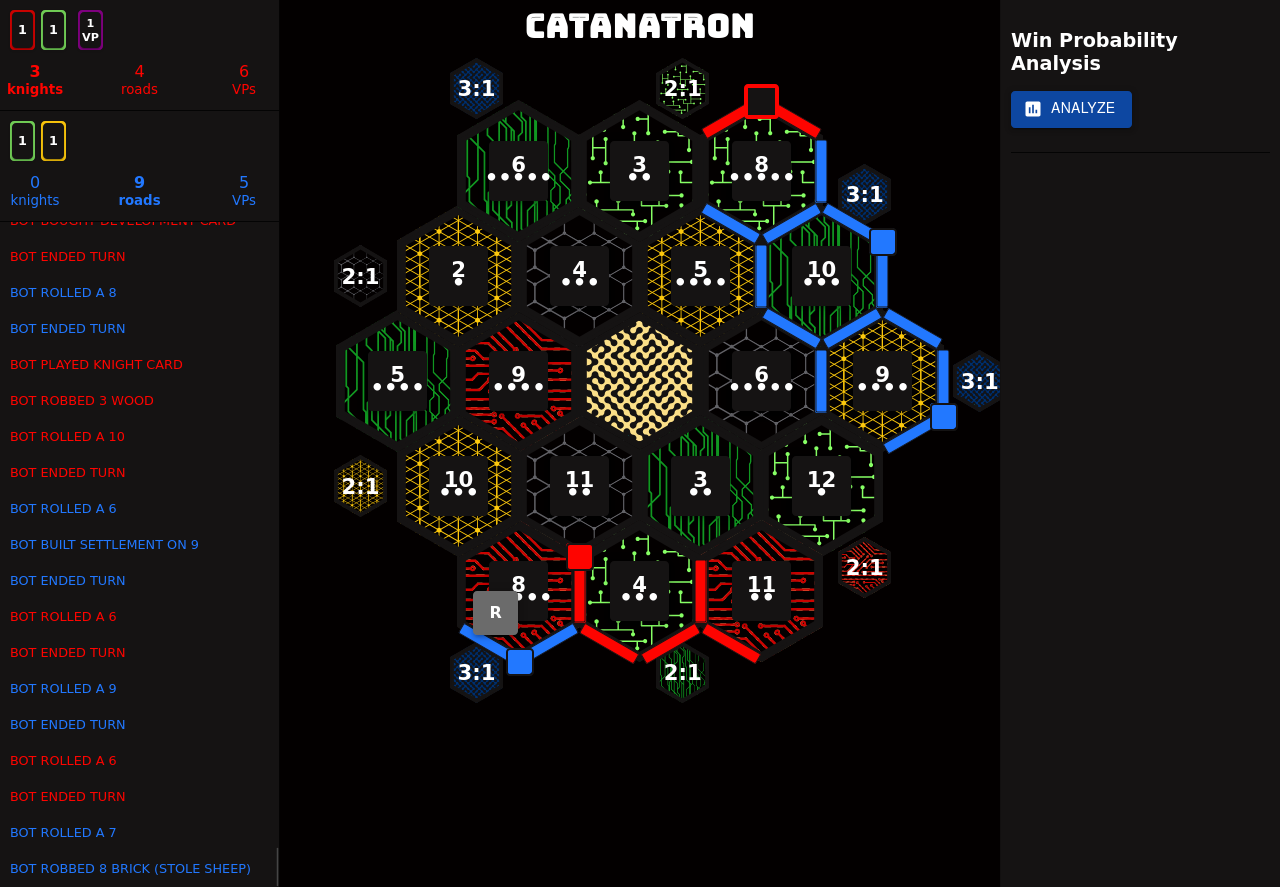 1 1 1 VP
3 knights 4 roads 6 VPs
1 1
0 knights 9 roads 5 VPs
BOT BOUGHT DEVELOPMENT CARD
BOT ENDED TURN
BOT ROLLED A 8
BOT ENDED TURN
BOT PLAYED KNIGHT CARD
BOT ROBBED 3 WOOD
BOT ROLLED A 10
BOT ENDED TURN
BOT ROLLED A 6
BOT BUILT SETTLEMENT ON 9
BOT ENDED TURN
BOT ROLLED A 6
BOT ENDED TURN
BOT ROLLED A 9
BOT ENDED TURN
BOT ROLLED A 6
BOT ENDED TURN
BOT ROLLED A 7
BOT ROBBED 8 BRICK (STOLE SHEEP)
CATANATRON
3:1 2:1
6 3 8
3:1
2:1 2 4 5 10
5 9 6 9 3:1
2:1 10 11 3 12
8 4 11 2:1
R
3:1 2:1
Win Probability
Analysis
ANALYZE